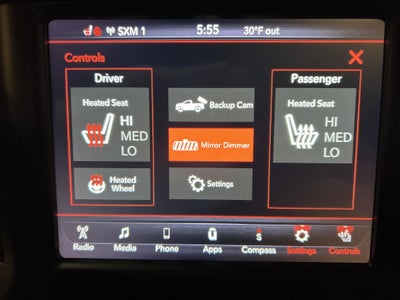 SXM 1 5:55 30°F out
Controls
Driver
Passenger
Heated Seat
HI
MED
LO
Heated
Wheel
Backup Cam
Mirror Dimmer
Settings
Heated Seat
HI
MED
LO
Radio Media Phone Apps Compass Settings Controls
S